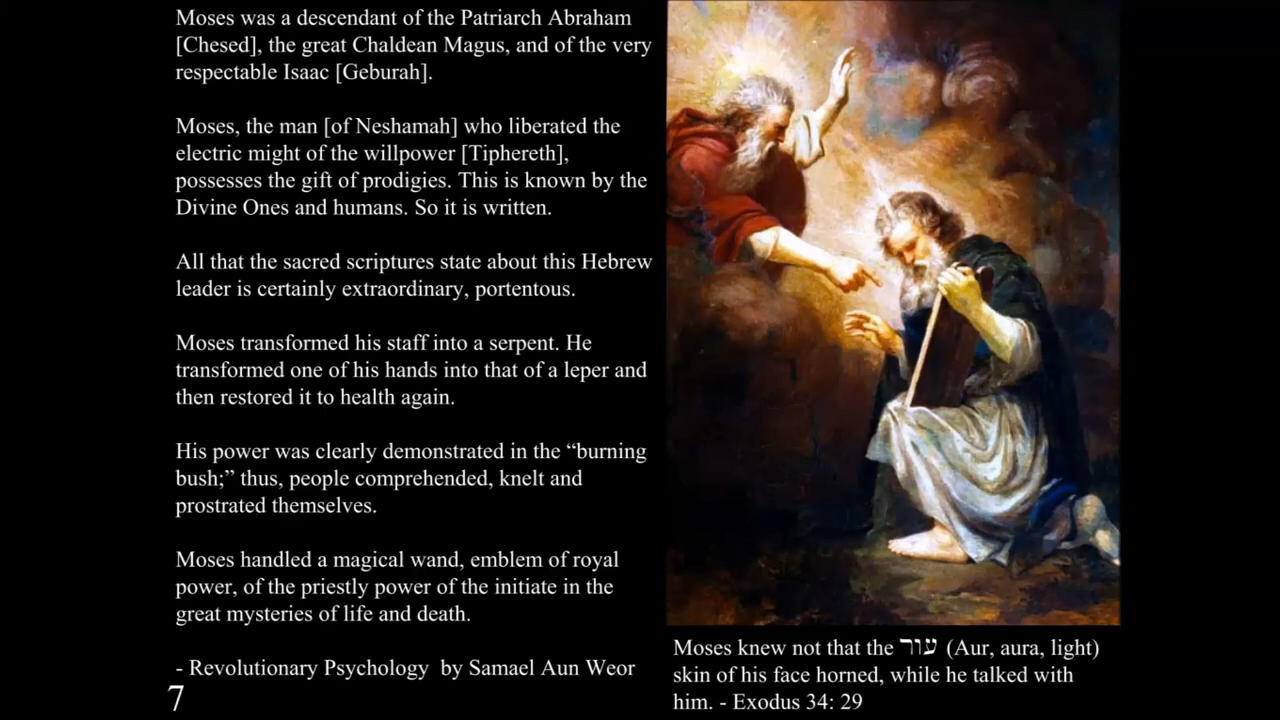 Moses was a descendant of the Patriarch Abraham
[Chesed], the great Chaldean Magus, and of the very
respectable Isaac [Geburah].
Moses, the man [of Neshamah] who liberated the
electric might of the willpower [Tiphereth],
possesses the gift of prodigies. This is known by the
Divine Ones and humans. So it is written.
All that the sacred scriptures state about this Hebrew
leader is certainly extraordinary, portentous.
Moses transformed his staff into a serpent. He
transformed one of his hands into that of a leper and
then restored it to health again.
His power was clearly demonstrated in the “burning
bush;” thus, people comprehended, knelt and
prostrated themselves.
Moses handled a magical wand, emblem of royal
power, of the priestly power of the initiate in the
great mysteries of life and death.
- Revolutionary Psychology by Samael Aun Weor
7
Moses knew not that the עור (Aur, aura, light)
skin of his face horned, while he talked with
him. - Exodus 34: 29